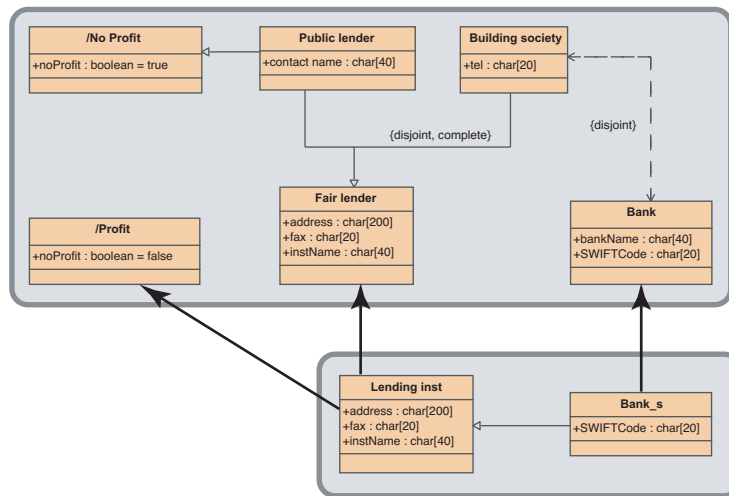 /No Profit
+noProfit : boolean = true
Public lender
+contact name : char[40]
Building society
+tel : char[20]
{disjoint, complete}
{disjoint}
Fair lender
+address : char[200]
+fax : char[20]
+instName : char[40]
/Profit
+noProfit : boolean = false
Bank
+bankName : char[40]
+SWIFTCode : char[20]
Lending inst
+address : char[200]
+fax : char[20]
+instName : char[40]
Bank_s
+SWIFTCode : char[20]